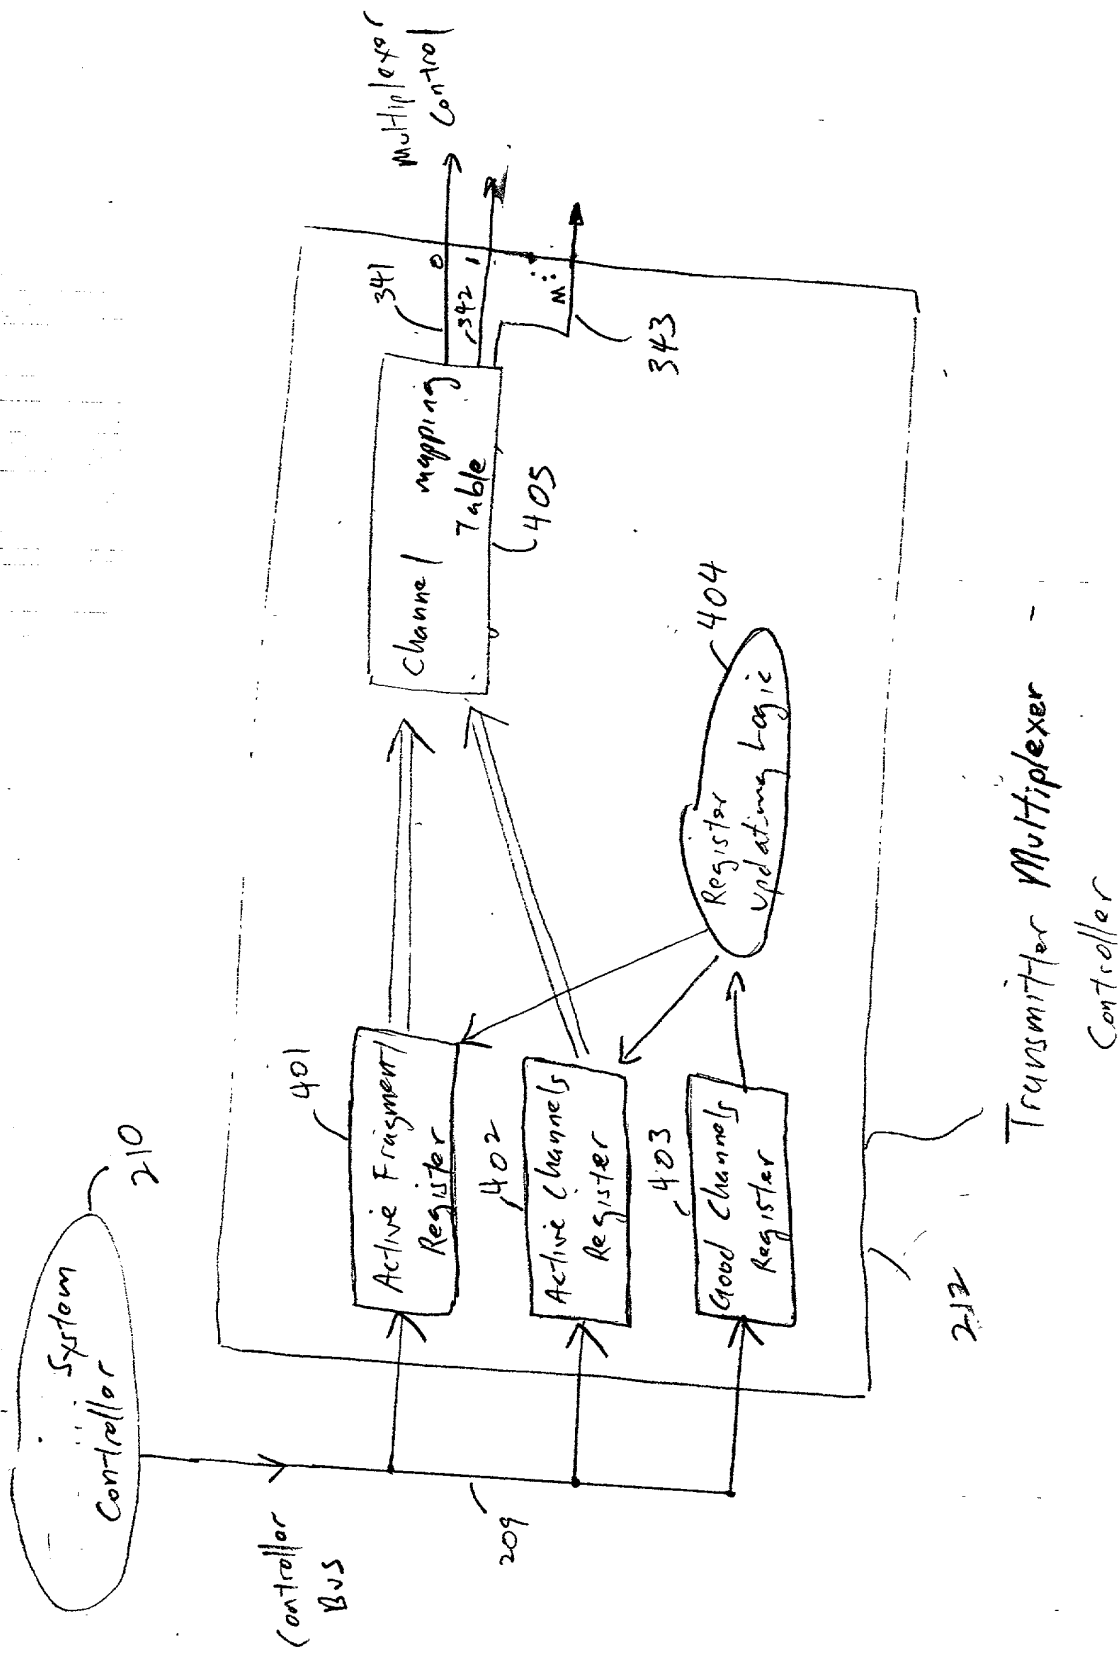 System
Controller
210
Controller
Bus
209
401
Active Fragment
Register
402
Active Channels
Register
403
Good Channels
Register
Register
Updating Logic
404
Channel mapping
Table
405
341
0
342
1
M
343
Multiplexor
Control
212
Transmitter Multiplexer
Controller